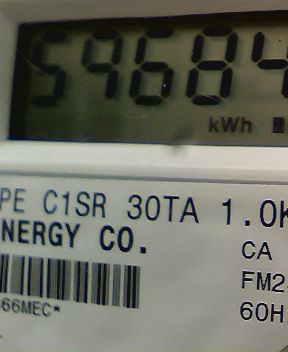 59684
kWh
PE C1SR 30TA 1.0K
NERGY CO.
CA
FM2
60H
66MEC*